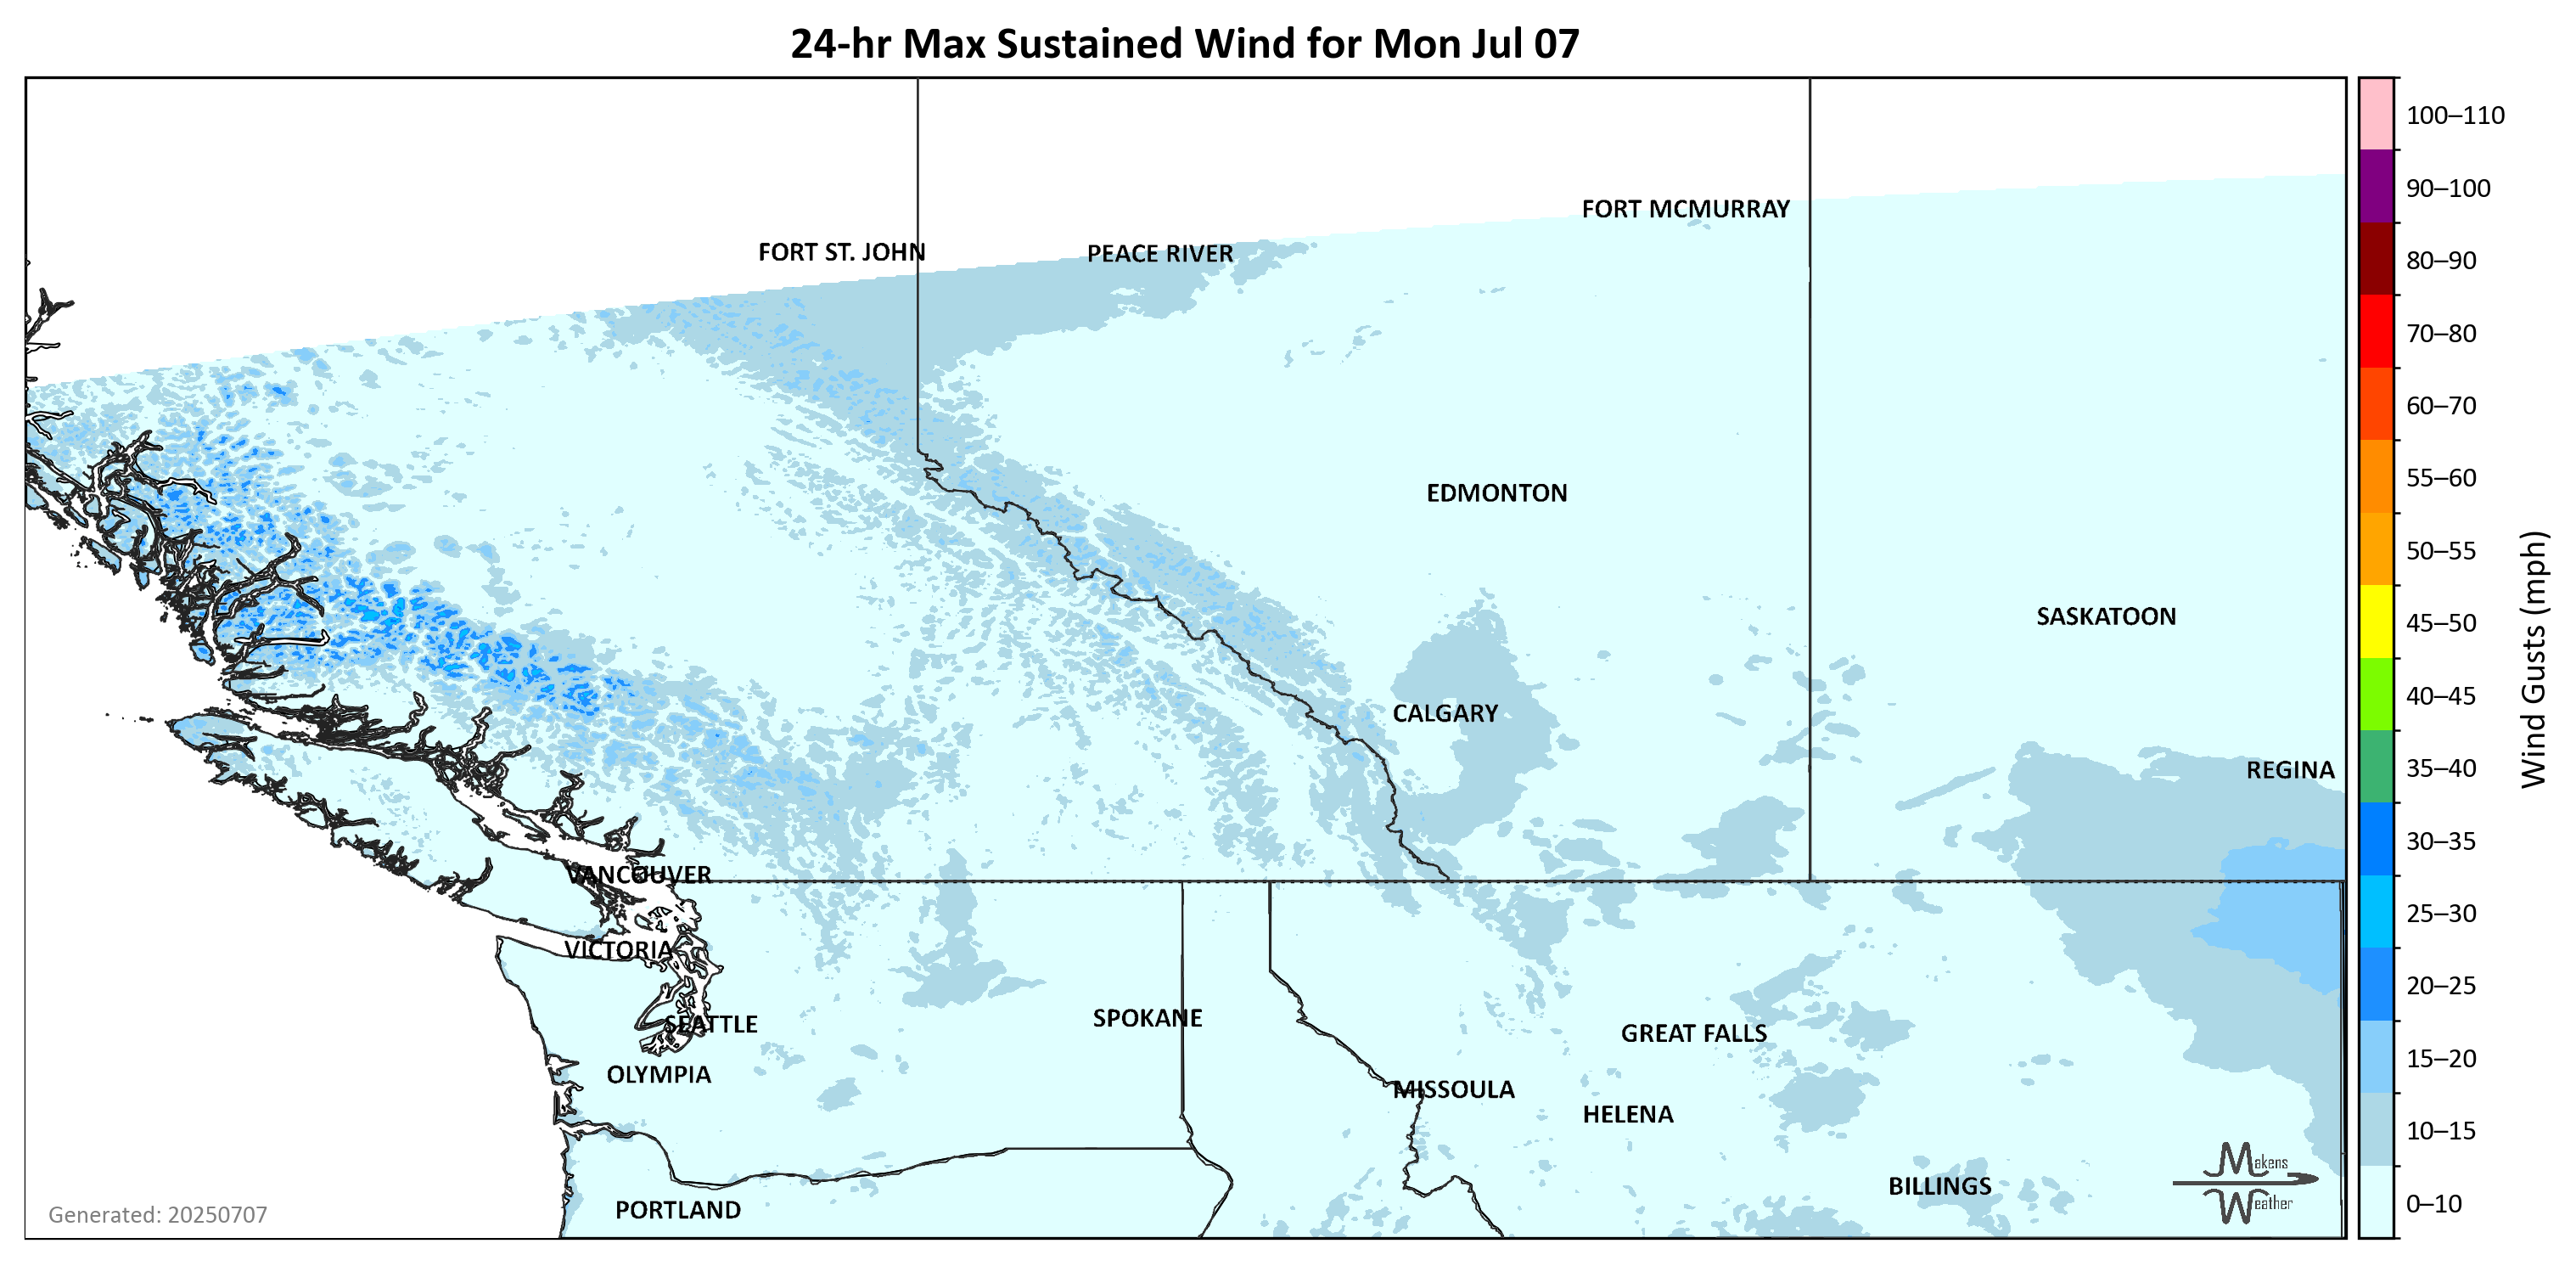 24-hr Max Sustained Wind for Mon Jul 07
FORT MCMURRAY
FORT ST. JOHN
PEACE RIVER
EDMONTON
SASKATOON
CALGARY
REGINA
VANCOUVER
VICTORIA
SPOKANE
SEATTLE
GREAT FALLS
OLYMPIA
MISSOULA
HELENA
BILLINGS
PORTLAND
Makens
Weather
Generated: 20250707
100–110
90–100
80–90
70–80
60–70
55–60
50–55
45–50
40–45
35–40
30–35
25–30
20–25
15–20
10–15
0–10
Wind Gusts (mph)